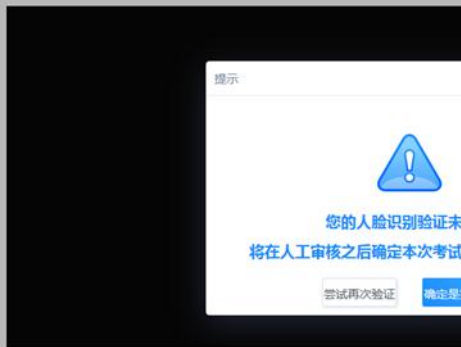 提示
您的人脸识别验证未
将在人工审核之后确定本次考试
尝试再次验证
确定是